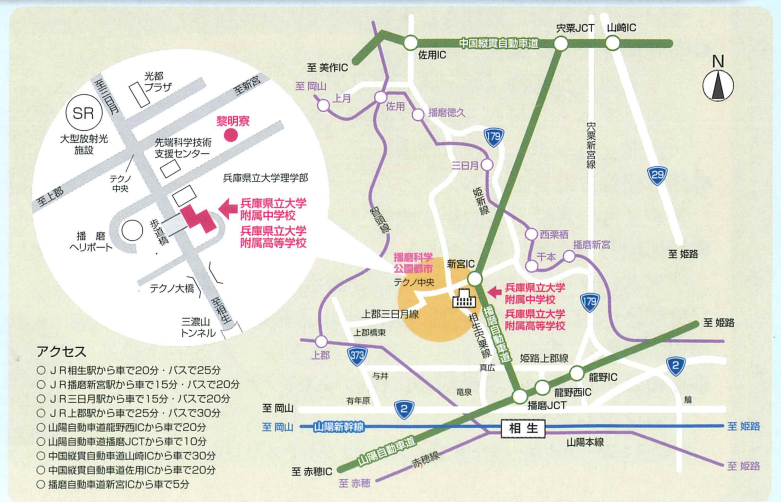 至三日月
光都
プラザ
至新宮
SR
大型放射光
施設
黎明寮
先端科学技術
支援センター
テクノ
中央
兵庫県立大学理学部
至上郡
兵庫県立大学
附属中学校
兵庫県立大学
附属高等学校
歩道橋
播磨
ヘリポート
テクノ大橋
至相生
三濃山
トンネル
宍粟JCT
山崎IC
中国縦貫自動車道
佐用IC
至 美作IC
N
至 岡山
上月
佐用
播磨徳久
179
三日月
宍粟新宮線
29
姫新線
智頭線
西栗栖
播磨新宮
千本
至 姫路
播磨科学
公園都市
テクノ中央
新宮IC
兵庫県立大学
附属中学校
兵庫県立大学
附属高等学校
179
上郡三日月線
相生宍粟線
播磨自動車道
上郡橋東
至 姫路
上郡
373
姫路上郡線
真広
与井
龍野IC
2
龍野西IC
有年原
竜泉
播磨JCT
觜
至 岡山
2
至 岡山
山陽新幹線
相生
至 姫路
山陽自動車道
山陽本線
至 赤穂IC
赤穂線
至 赤穂
至 姫路
アクセス
○ JR相生駅から車で20分・バスで25分
○ JR播磨新宮駅から車で15分・バスで20分
○ JR三日月駅から車で15分・バスで20分
○ JR上郡駅から車で25分・バスで30分
○ 山陽自動車道龍野西ICから車で20分
○ 山陽自動車道播磨JCTから車で10分
○ 中国縦貫自動車道山崎ICから車で30分
○ 中国縦貫自動車道佐用ICから車で20分
○ 播磨自動車道新宮ICから車で5分